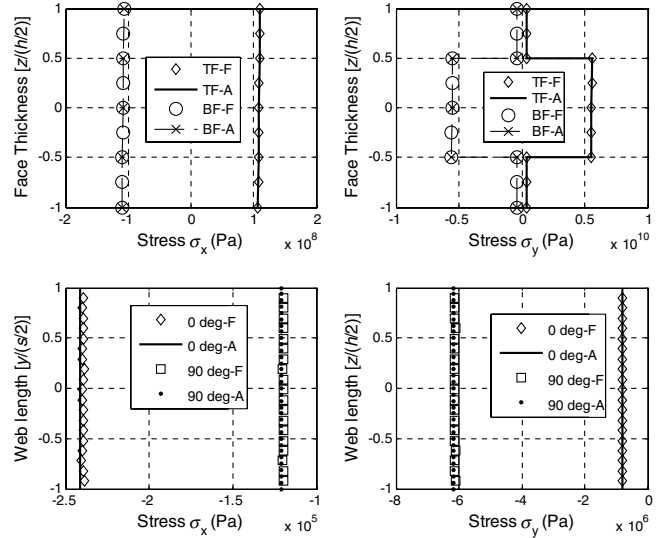 Face Thickness [z/(h/2)]
1
0.5
0
-0.5
-1
-2
-1
0
1
2
Stress σx (Pa)
x 10^8
TF-F
TF-A
BF-F
BF-A
Face Thickness [z/(h/2)]
1
0.5
0
-0.5
-1
-1
-0.5
0
0.5
1
Stress σy (Pa)
x 10^10
TF-F
TF-A
BF-F
BF-A
Web length [y/(s/2)]
1
0.5
0
-0.5
-1
-2.5
-2
-1.5
-1
Stress σx (Pa)
x 10^5
0 deg-F
0 deg-A
90 deg-F
90 deg-A
Web length [z/(h/2)]
1
0.5
0
-0.5
-1
-8
-6
-4
-2
0
Stress σy (Pa)
x 10^6
0 deg-F
0 deg-A
90 deg-F
90 deg-A